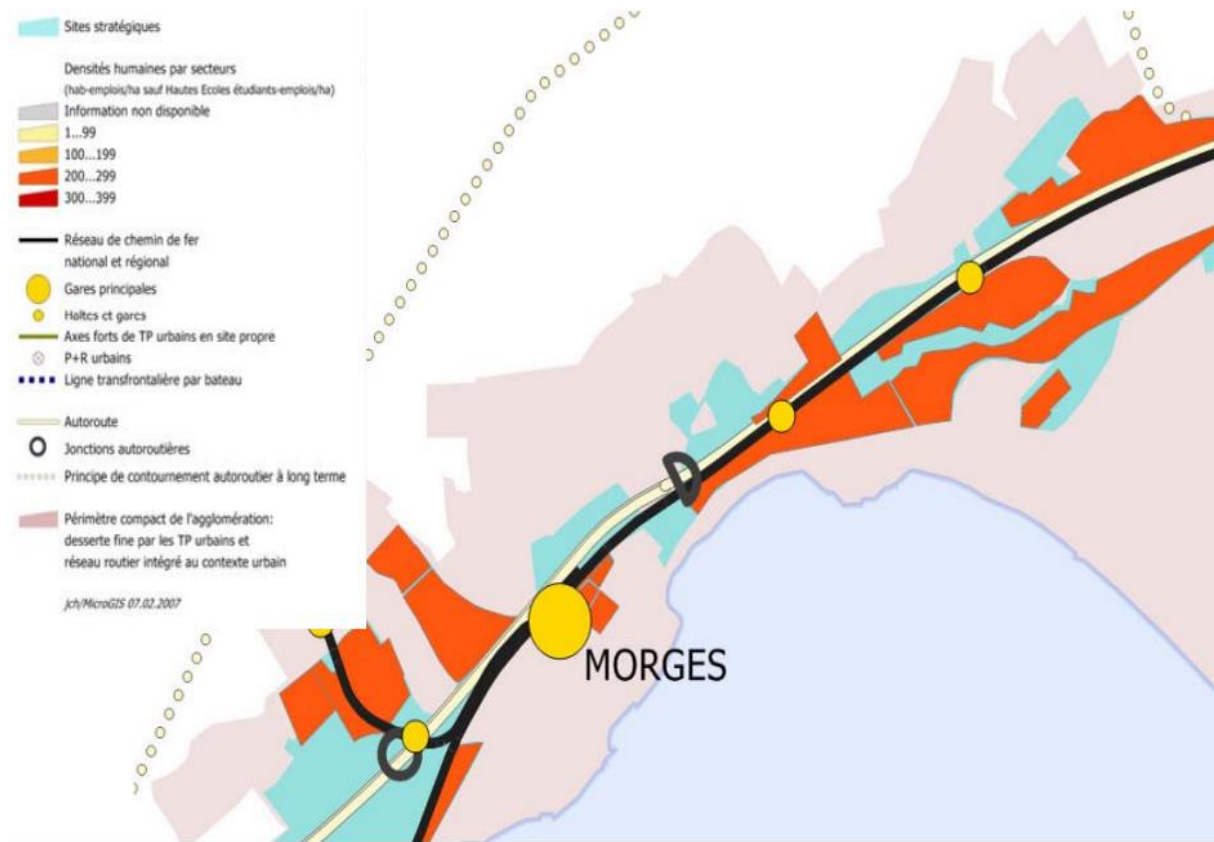 Sites stratégiques
Densités humaines par secteurs
(hab-emplois/ha sauf Hautes Ecoles étudiants-emplois/ha)
Information non disponible
1...99
100...199
200...299
300...399
Réseau de chemin de fer
national et régional
Gares principales
Haltes et gares
Axes forts de TP urbains en site propre
P+R urbains
Ligne transfrontalière par bateau
Autoroute
Jonctions autoroutières
Principe de contournement autoroutier à long terme
Périmètre compact de l'agglomération:
desserte fine par les TP urbains et
réseau routier intégré au contexte urbain
jch/MicroGIS 07.02.2007
MORGES